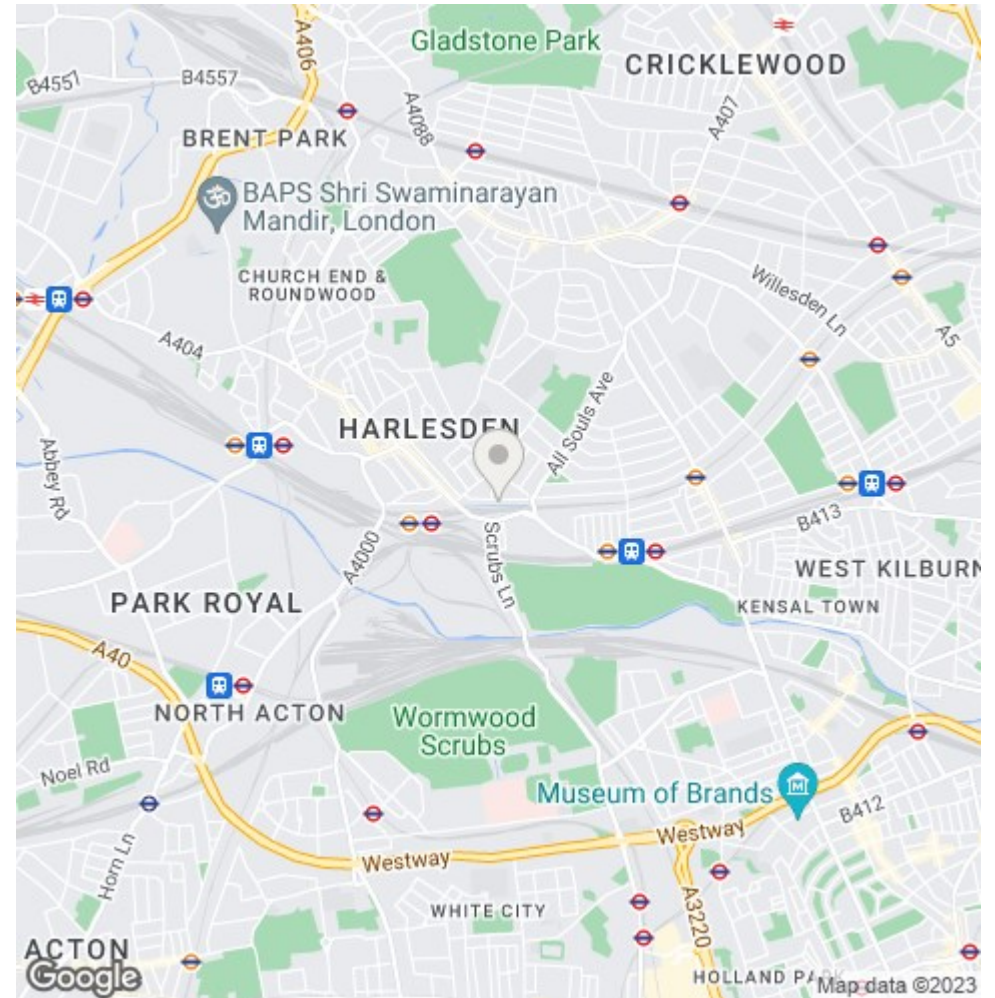 Gladstone Park
CRICKLEWOOD
A406
B4557
B4557
A4088
A407
BRENT PARK
BAPS Shri Swaminarayan
Mandir, London
CHURCH END &
ROUNDWOOD
Willesden Ln
A404
A5
HARLESDEN
All Souls Ave
Abbey Rd
B413
Scrubs Ln
A4000
WEST KILBURN
PARK ROYAL
KENSAL TOWN
A40
NORTH ACTON
Wormwood
Scrubs
Noel Rd
Museum of Brands
B412
Westway
Westway
Horn Ln
A3220
WHITE CITY
ACTON
Google
HOLLAND PARK
Map data ©2023